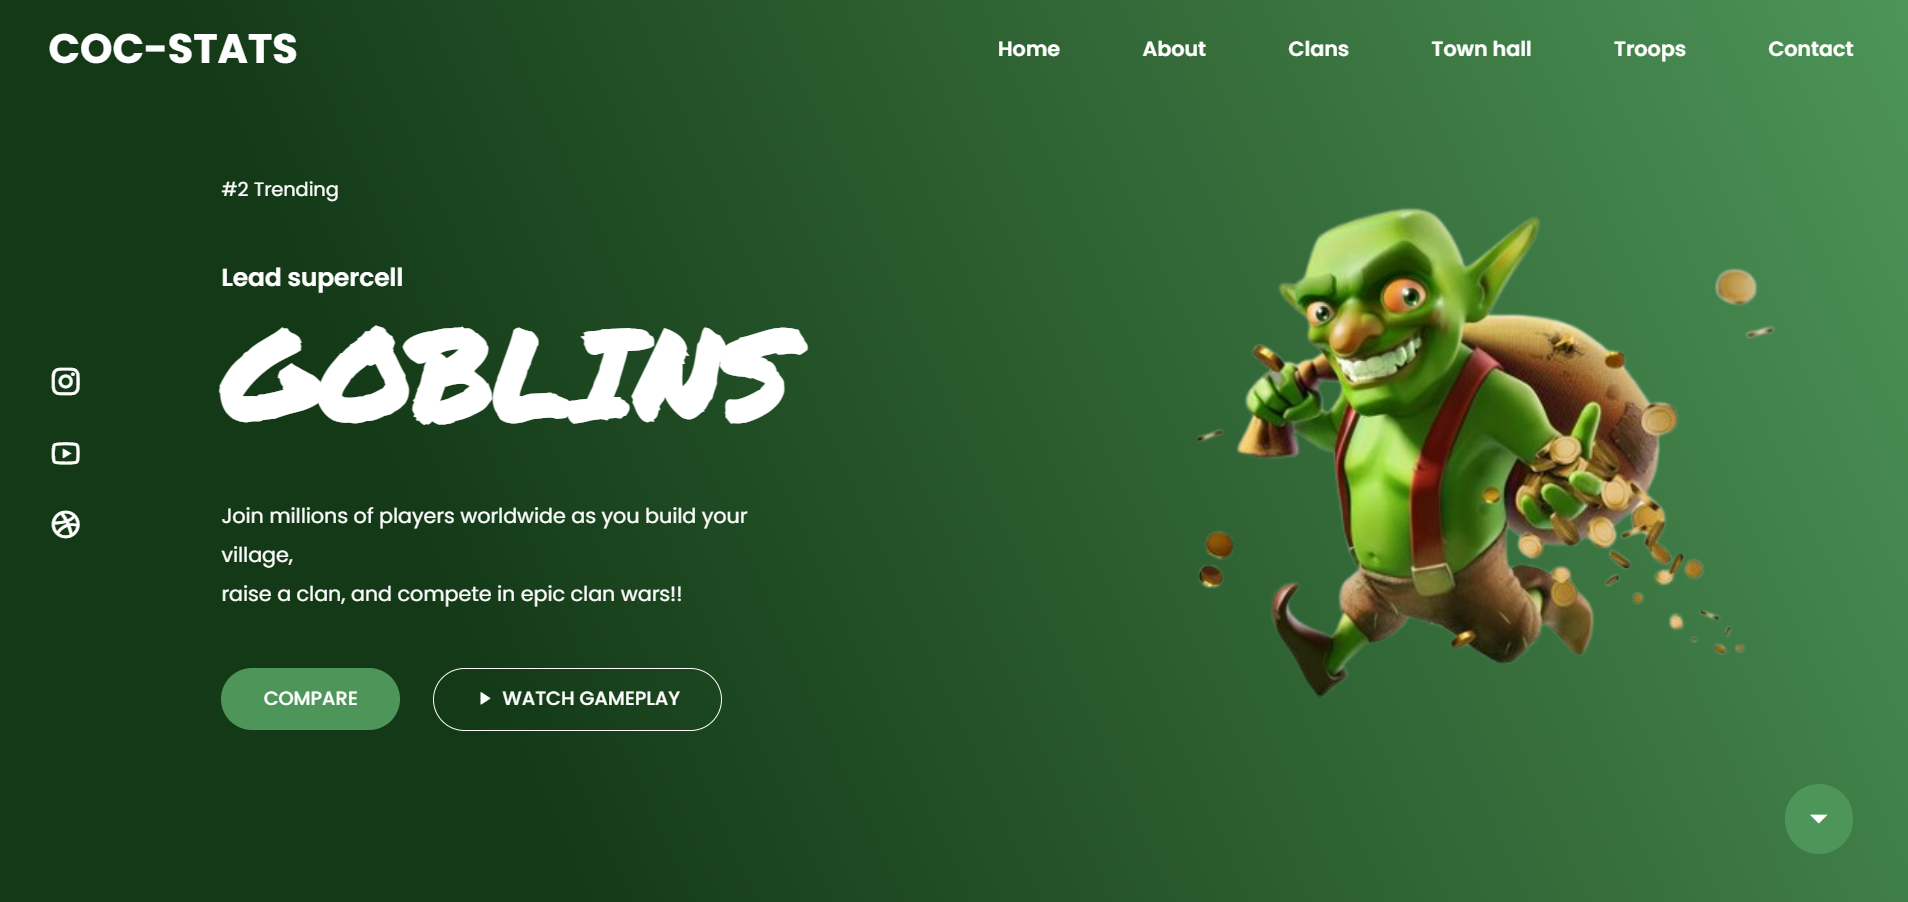 COC-STATS
Home
About
Clans
Town hall
Troops
Contact
#2 Trending
Lead supercell
GOBLINS
Join millions of players worldwide as you build your
village,
raise a clan, and compete in epic clan wars!!
COMPARE
WATCH GAMEPLAY